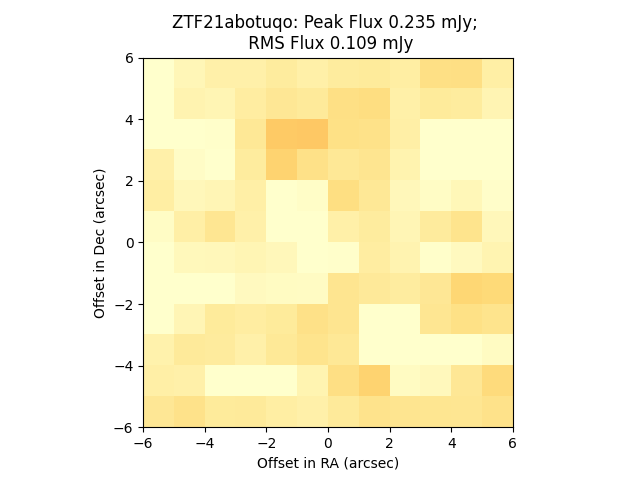 ZTF21abotuqo: Peak Flux 0.235 mJy;
RMS Flux 0.109 mJy
6
4
2
0
−2
−4
−6
Offset in Dec (arcsec)
−6 −4 −2 0 2 4 6
Offset in RA (arcsec)